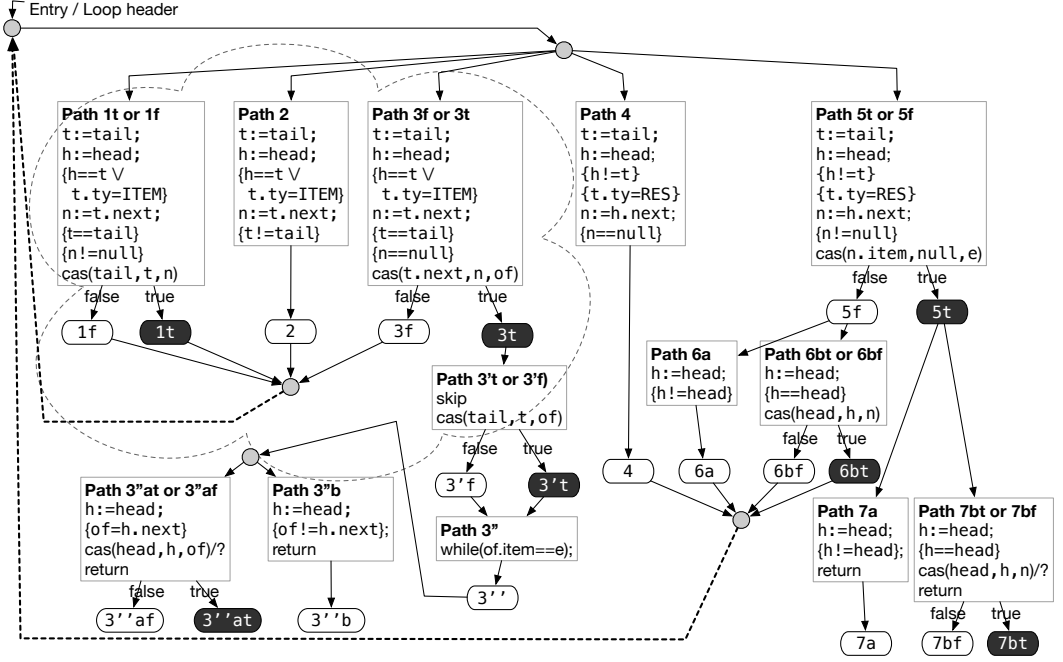 Entry / Loop header
Path 1t or 1f
t:=tail;
h:=head;
{h==t ∨
t.ty=ITEM}
n:=t.next;
{t==tail}
{n!=null}
cas(tail,t,n)
false
true
1f
1t
Path 2
t:=tail;
h:=head;
{h==t ∨
t.ty=ITEM}
n:=t.next;
{t!=tail}
2
Path 3f or 3t
t:=tail;
h:=head;
{h==t ∨
t.ty=ITEM}
n:=t.next;
{t==tail}
{n==null}
cas(t.next,n,of)
false
true
3f
3t
Path 3't or 3'f)
skip
cas(tail,t,of)
false
true
3'f
3't
Path 3”
while(of.item==e);
3''
Path 3”at or 3”af
h:=head;
{of=h.next}
cas(head,h,of)/?
return
false
true
3''af
3''at
Path 3”b
h:=head;
{of!=h.next};
return
3''b
Path 4
t:=tail;
h:=head;
{h!=t}
{t.ty=RES}
n:=h.next;
{n==null}
4
Path 5t or 5f
t:=tail;
h:=head;
{h!=t}
{t.ty=RES}
n:=h.next;
{n!=null}
cas(n.item,null,e)
false
true
5f
5t
Path 6a
h:=head;
{h!=head}
6a
Path 6bt or 6bf
h:=head;
{h==head}
cas(head,h,n)
false
true
6bf
6bt
Path 7a
h:=head;
{h!=head};
return
7a
Path 7bt or 7bf
h:=head;
{h==head}
cas(head,h,n)/?
return
false
true
7bf
7bt